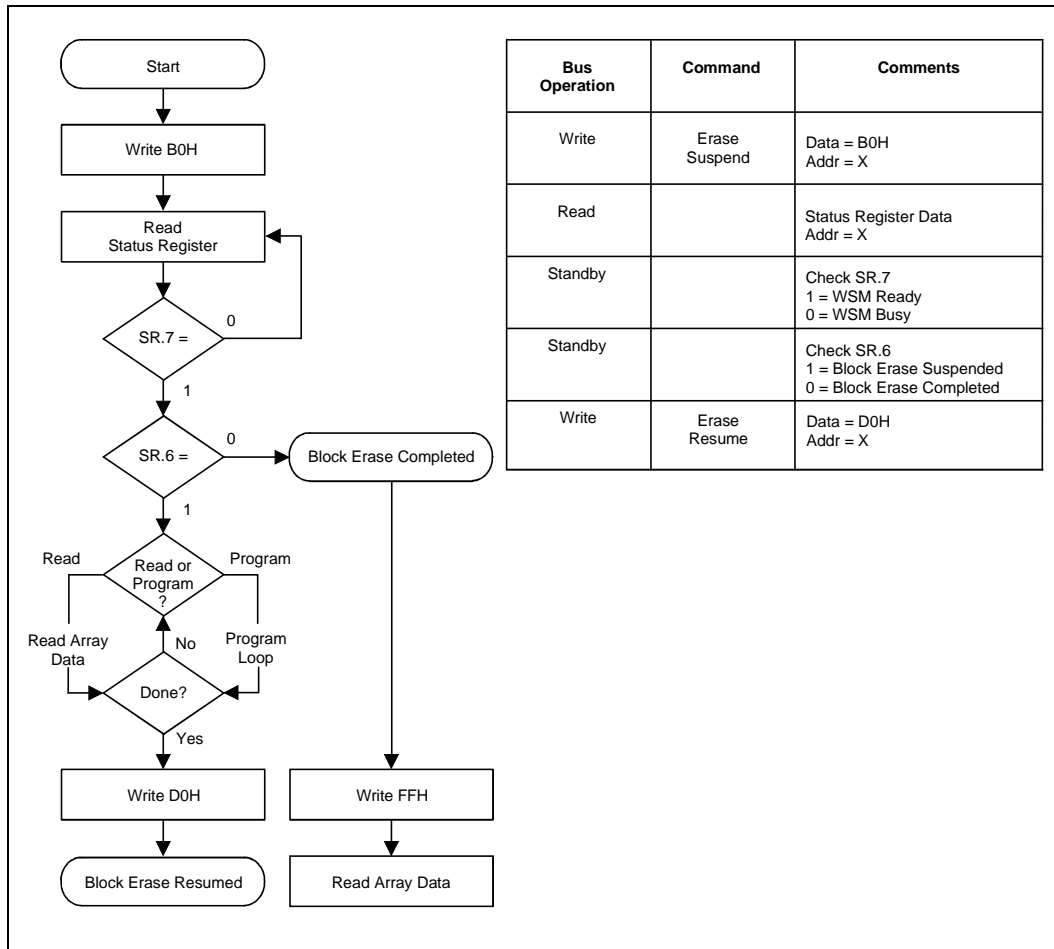 Start
Write B0H
Read
Status Register
SR.7 =
0
1
SR.6 =
0
Block Erase Completed
1
Read
Read or
Program
?
Program
Read Array
Data
No
Program
Loop
Done?
Yes
Write D0H
Write FFH
Block Erase Resumed
Read Array Data
Bus
Operation
Command
Comments
Write
Erase
Suspend
Data = B0H
Addr = X
Read
Status Register Data
Addr = X
Standby
Check SR.7
1 = WSM Ready
0 = WSM Busy
Standby
Check SR.6
1 = Block Erase Suspended
0 = Block Erase Completed
Write
Erase
Resume
Data = D0H
Addr = X